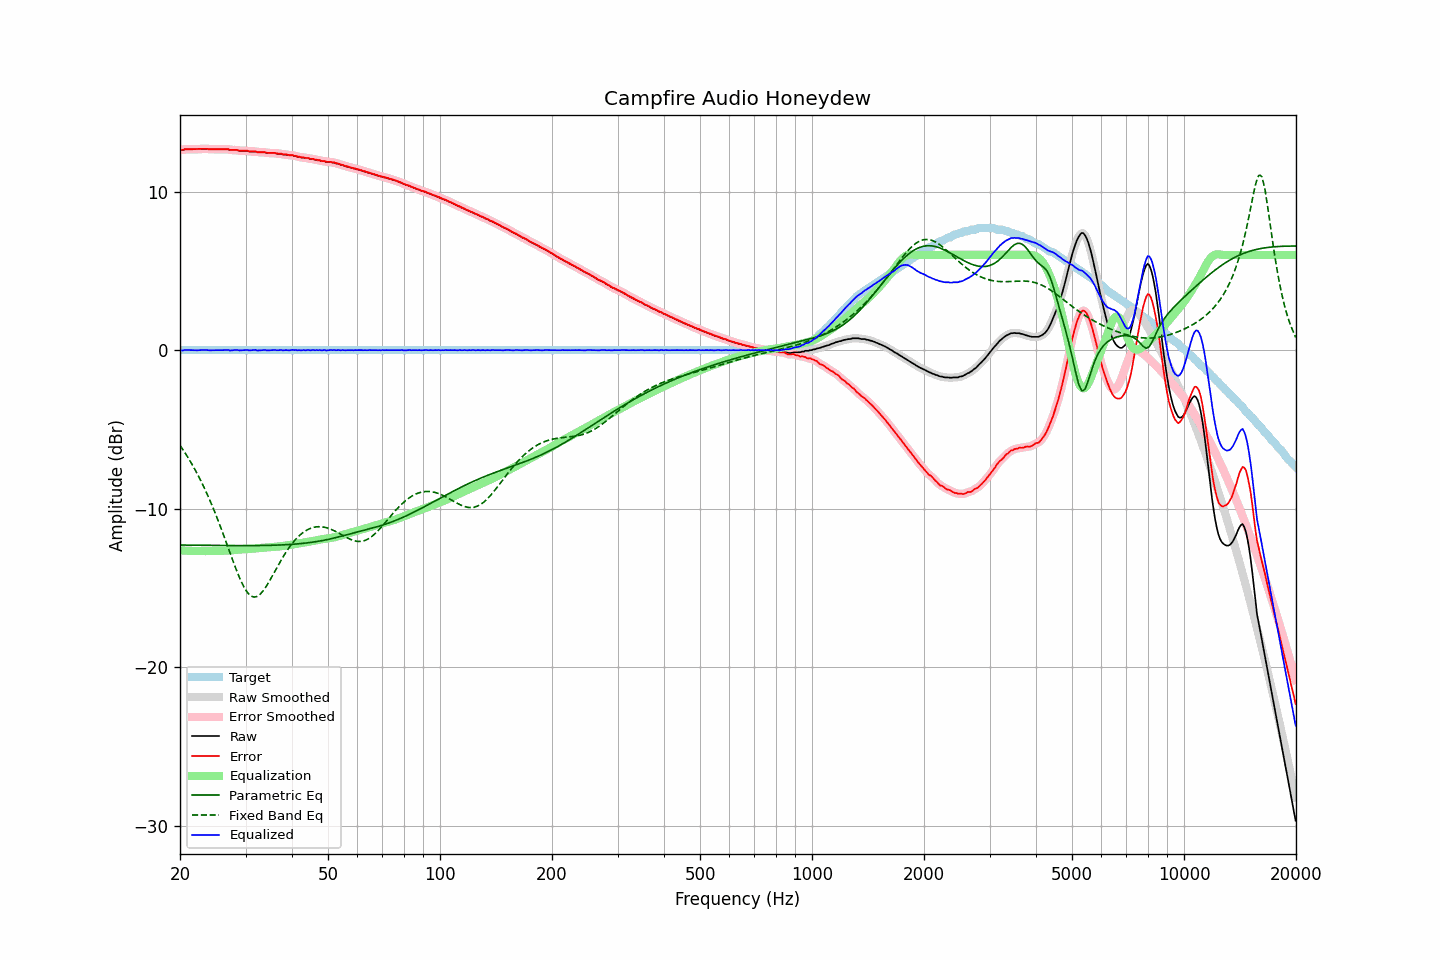 Campfire Audio Honeydew
Amplitude (dBr)
10
0
−10
−20
−30
Target
Raw Smoothed
Error Smoothed
Raw
Error
Equalization
Parametric Eq
Fixed Band Eq
Equalized
20 50 100 200 500 1000 2000 5000 10000 20000
Frequency (Hz)